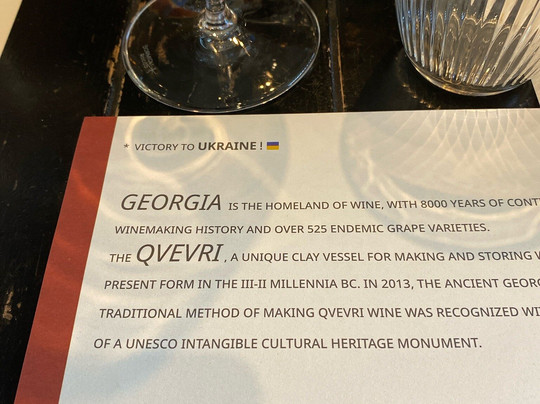 * VICTORY TO UKRAINE! 🇺🇦
GEORGIA IS THE HOMELAND OF WINE, WITH 8000 YEARS OF
WINEMAKING HISTORY AND OVER 525 ENDEMIC GRAPE VARIETIES.
THE QVEVRI, A UNIQUE CLAY VESSEL FOR MAKING AND STORING
PRESENT FORM IN THE III-II MILLENNIA BC. IN 2013, THE ANCIENT
TRADITIONAL METHOD OF MAKING QVEVRI WINE WAS RECOGNIZED
OF A UNESCO INTANGIBLE CULTURAL HERITAGE MONUMENT.